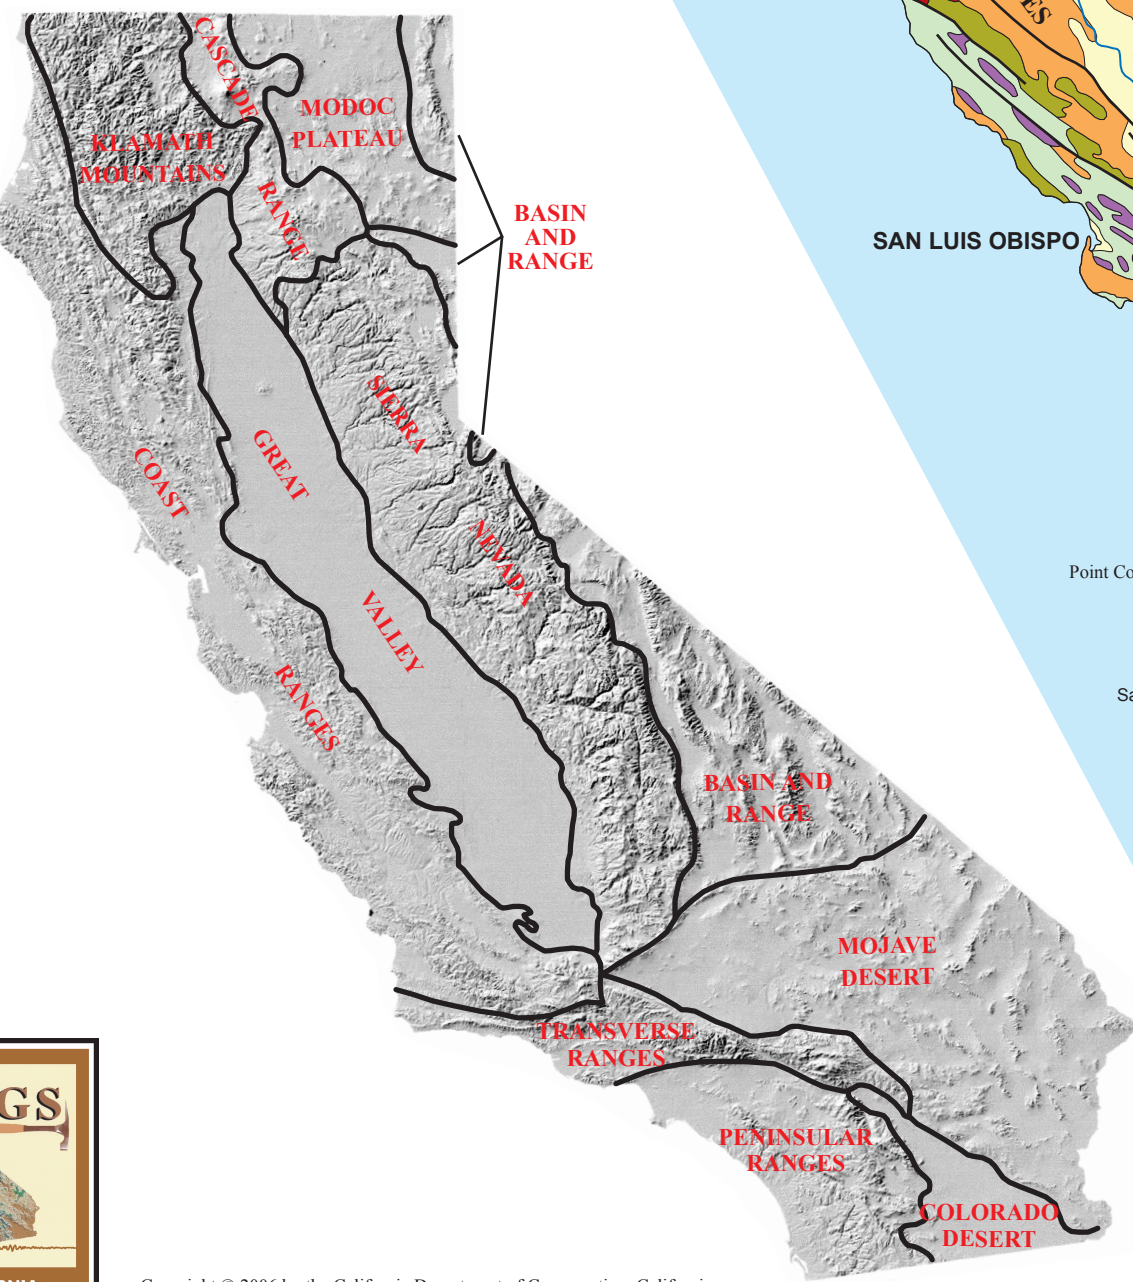 CASCADE
RANGE
MODOC
PLATEAU
KLAMATH
MOUNTAINS
BASIN
AND
RANGE
SAN LUIS OBISPO
SIERRA
NEVADA
GREAT
VALLEY
COAST
RANGES
Point Co
Sa
BASIN AND
RANGE
MOJAVE
DESERT
TRANSVERSE
RANGES
PENINSULAR
RANGES
COLORADO
DESERT
GS